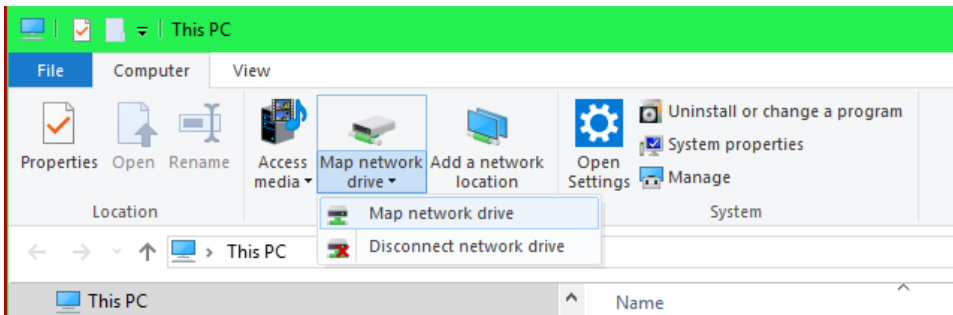 This PC
File Computer View
Properties Open Rename Access media Map network drive Add a network location Open Settings Uninstall or change a program
System properties
Manage
Location System
Map network drive
Disconnect network drive
This PC
This PC Name